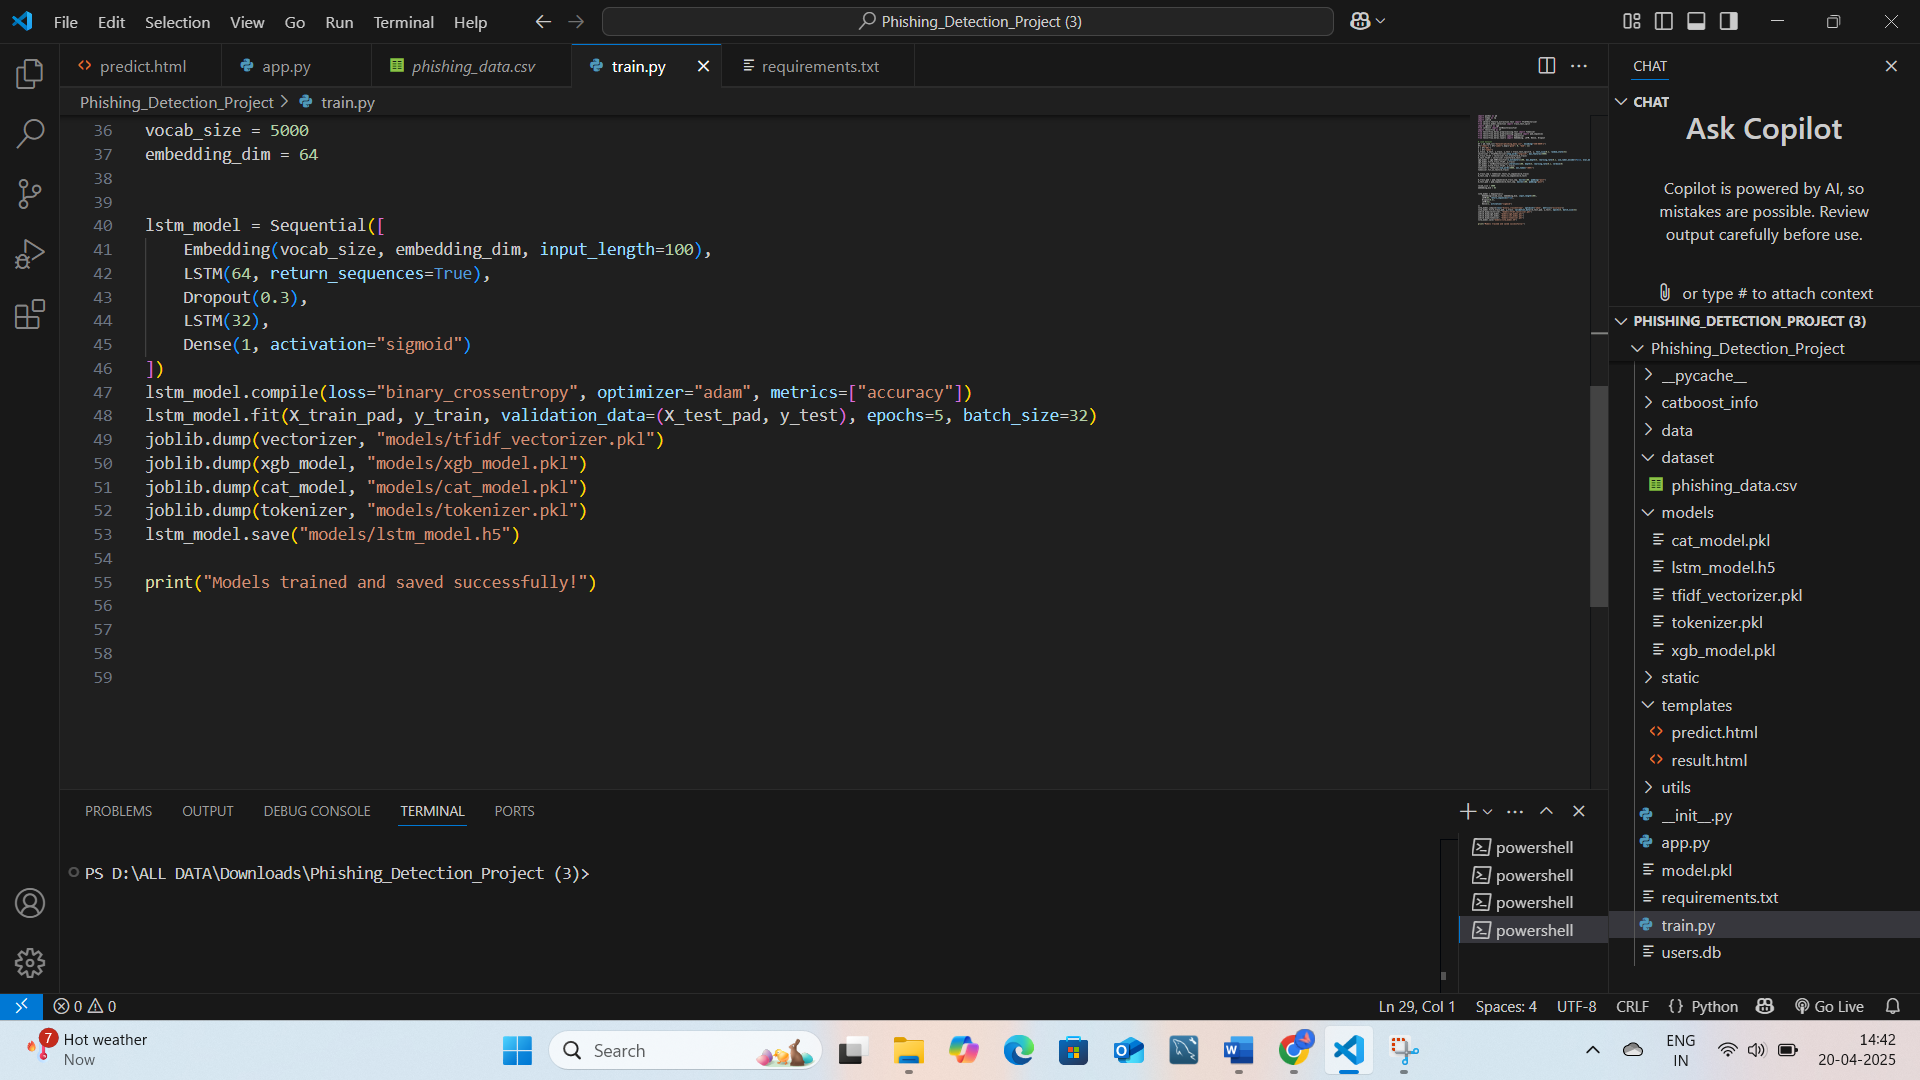 File Edit Selection View Go Run Terminal Help
Phishing_Detection_Project (3)
predict.html
app.py
phishing_data.csv
train.py
requirements.txt
Phishing_Detection_Project > train.py
36 vocab_size = 5000
37 embedding_dim = 64
38
39
40 lstm_model = Sequential([
41     Embedding(vocab_size, embedding_dim, input_length=100),
42     LSTM(64, return_sequences=True),
43     Dropout(0.3),
44     LSTM(32),
45     Dense(1, activation="sigmoid")
46 ])
47 lstm_model.compile(loss="binary_crossentropy", optimizer="adam", metrics=["accuracy"])
48 lstm_model.fit(X_train_pad, y_train, validation_data=(X_test_pad, y_test), epochs=5, batch_size=32)
49 joblib.dump(vectorizer, "models/tfidf_vectorizer.pkl")
50 joblib.dump(xgb_model, "models/xgb_model.pkl")
51 joblib.dump(cat_model, "models/cat_model.pkl")
52 joblib.dump(tokenizer, "models/tokenizer.pkl")
53 lstm_model.save("models/lstm_model.h5")
54
55 print("Models trained and saved successfully!")
56
57
58
59
PROBLEMS OUTPUT DEBUG CONSOLE TERMINAL PORTS
PS D:\ALL DATA\Downloads\Phishing_Detection_Project (3)>
powershell
powershell
powershell
powershell
CHAT
CHAT
Ask Copilot
Copilot is powered by AI, so
mistakes are possible. Review
output carefully before use.
or type # to attach context
PHISHING_DETECTION_PROJECT (3)
Phishing_Detection_Project
__pycache__
catboost_info
data
dataset
phishing_data.csv
models
cat_model.pkl
lstm_model.h5
tfidf_vectorizer.pkl
tokenizer.pkl
xgb_model.pkl
static
templates
predict.html
result.html
utils
__init__.py
app.py
model.pkl
requirements.txt
train.py
users.db
0 0
Ln 29, Col 1 Spaces: 4 UTF-8 CRLF {} Python Go Live
7
Hot weather
Now
Search
ENG
IN
14:42
20-04-2025